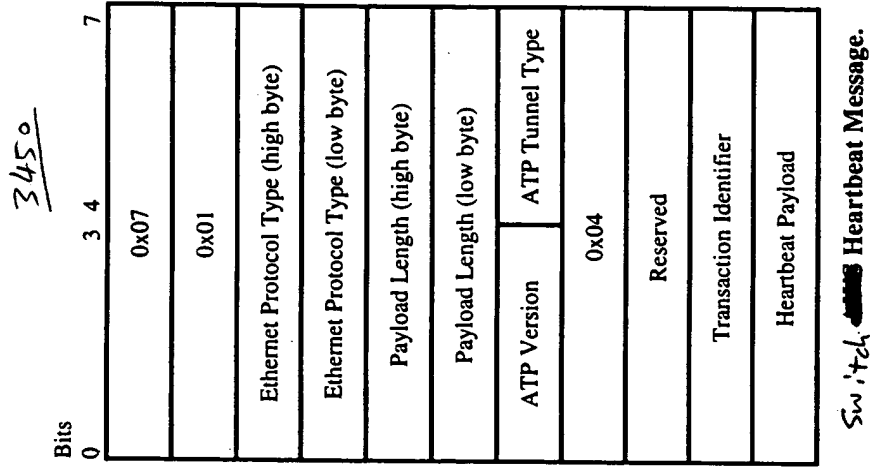 3450
Bits
0 3 4 7
0x07
0x01
Ethernet Protocol Type (high byte)
Ethernet Protocol Type (low byte)
Payload Length (high byte)
Payload Length (low byte)
ATP Version ATP Tunnel Type
0x04
Reserved
Transaction Identifier
Heartbeat Payload
Switch Heartbeat Message.